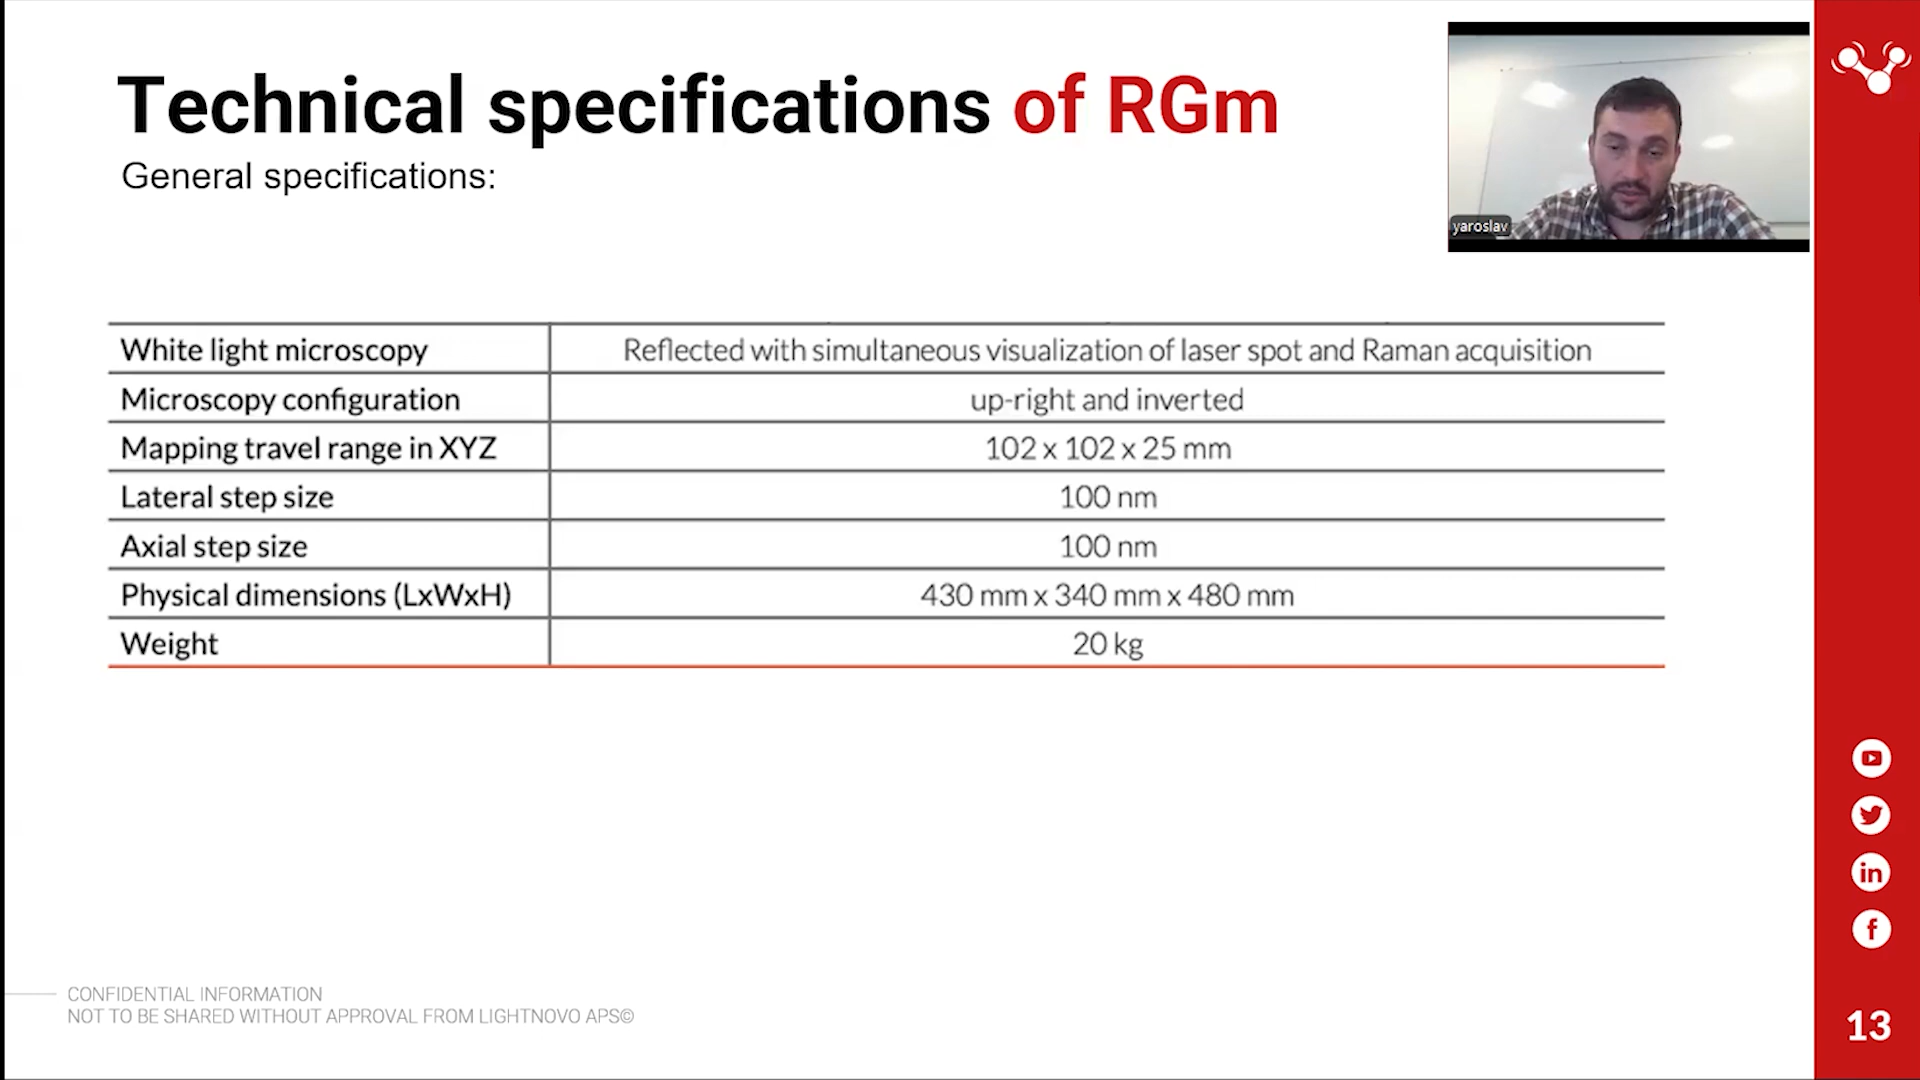 Technical specifications of RGm
General specifications:
yaroslav
White light microscopy Reflected with simultaneous visualization of laser spot and Raman acquisition
Microscopy configuration up-right and inverted
Mapping travel range in XYZ 102 x 102 x 25 mm
Lateral step size 100 nm
Axial step size 100 nm
Physical dimensions (LxWxH) 430 mm x 340 mm x 480 mm
Weight 20 kg
in
f
CONFIDENTIAL INFORMATION
NOT TO BE SHARED WITHOUT APPROVAL FROM LIGHTNOVO APS©
13